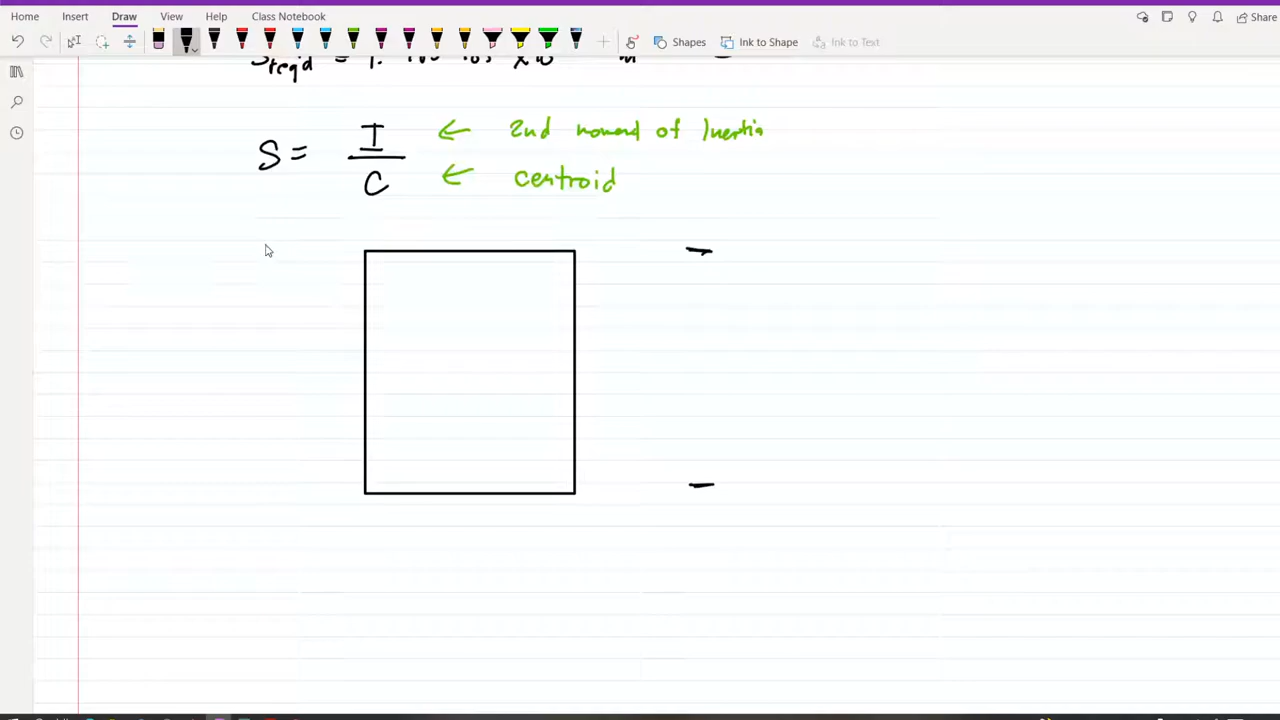 Home Insert Draw View Help Class Notebook Share
Shapes Ink to Shape Ink to Text
S req'd =
S = I / C
← 2nd moment of Inertia
← centroid